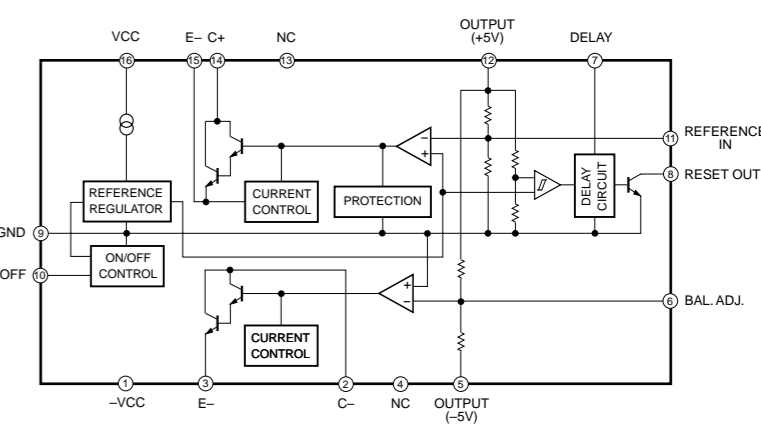 OUTPUT
(+5V)
VCC
E– C+
NC
DELAY
16
15
14
13
12
7
11
REFERENCE
IN
8
RESET OUT
REFERENCE
REGULATOR
CURRENT
CONTROL
PROTECTION
DELAY
CIRCUIT
–
+
GND
9
ON/OFF
CONTROL
OFF
10
+
–
6
BAL. ADJ.
CURRENT
CONTROL
1
3
2
4
5
–VCC
E–
C–
NC
OUTPUT
(–5V)